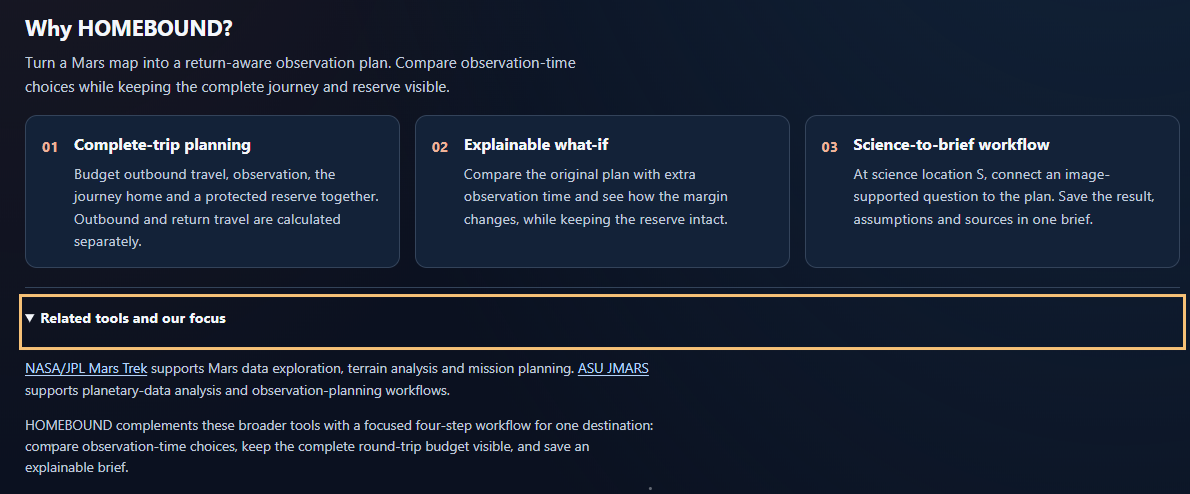 Why HOMEBOUND?
Turn a Mars map into a return-aware observation plan. Compare observation-time
choices while keeping the complete journey and reserve visible.
01 Complete-trip planning
Budget outbound travel, observation, the
journey home and a protected reserve together.
Outbound and return travel are calculated
separately.
02 Explainable what-if
Compare the original plan with extra
observation time and see how the margin
changes, while keeping the reserve intact.
03 Science-to-brief workflow
At science location S, connect an image-
supported question to the plan. Save the result,
assumptions and sources in one brief.
▼ Related tools and our focus
NASA/JPL Mars Trek supports Mars data exploration, terrain analysis and mission planning. ASU JMARS
supports planetary-data analysis and observation-planning workflows.
HOMEBOUND complements these broader tools with a focused four-step workflow for one destination:
compare observation-time choices, keep the complete round-trip budget visible, and save an
explainable brief.